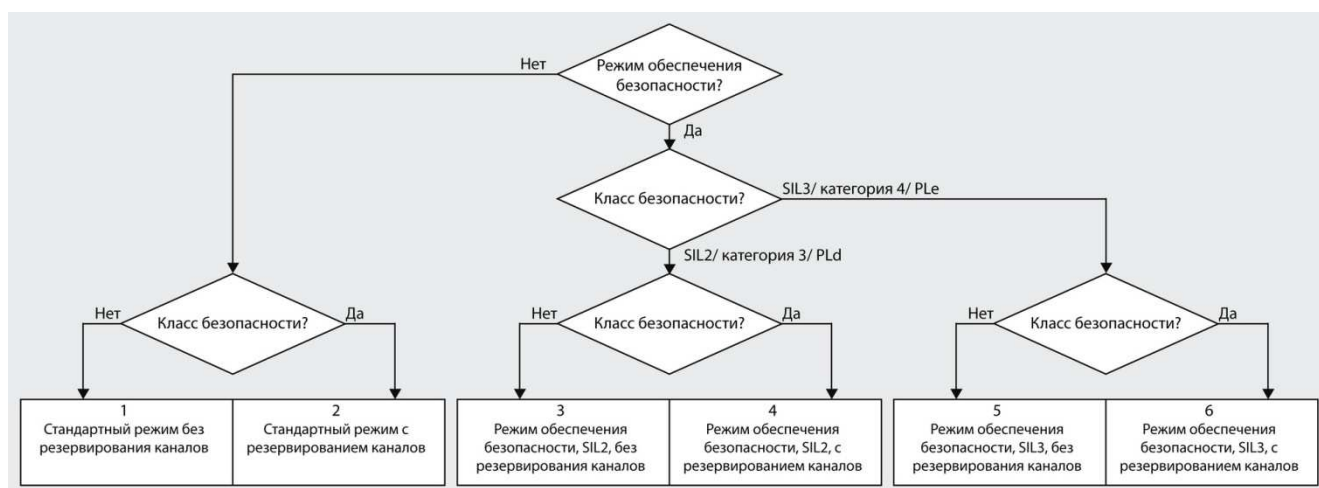 Режим обеспечения
безопасности?
Нет
Да
Класс безопасности?
SIL3/ категория 4/ PLe
SIL2/ категория 3/ PLd
Нет
Класс безопасности?
Да
Нет
Класс безопасности?
Да
Нет
Класс безопасности?
Да
1
Стандартный режим без
резервирования каналов
2
Стандартный режим с
резервированием каналов
3
Режим обеспечения
безопасности, SIL2, без
резервирования каналов
4
Режим обеспечения
безопасности, SIL2, с
резервированием каналов
5
Режим обеспечения
безопасности, SIL3, без
резервирования каналов
6
Режим обеспечения
безопасности, SIL3, с
резервированием каналов